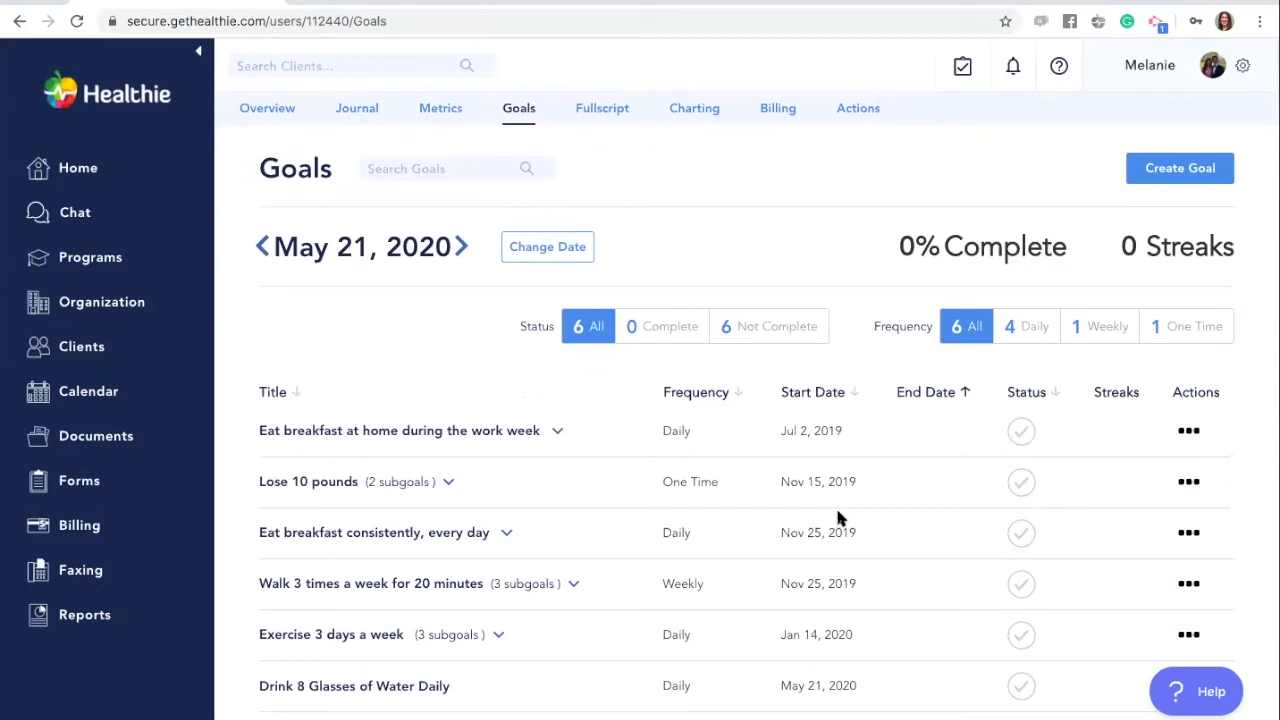 secure.gethealthie.com/users/112440/Goals
1
Healthie
Search Clients...
Melanie
Overview Journal Metrics Goals Fullscript Charting Billing Actions
Home
Chat
Programs
Organization
Clients
Calendar
Documents
Forms
Billing
Faxing
Reports
Goals Search Goals Create Goal
May 21, 2020 Change Date 0% Complete 0 Streaks
Status 6 All 0 Complete 6 Not Complete Frequency 6 All 4 Daily 1 Weekly 1 One Time
Title Frequency Start Date End Date Status Streaks Actions
Eat breakfast at home during the work week Daily Jul 2, 2019
Lose 10 pounds (2 subgoals ) One Time Nov 15, 2019
Eat breakfast consistently, every day Daily Nov 25, 2019
Walk 3 times a week for 20 minutes (3 subgoals ) Weekly Nov 25, 2019
Exercise 3 days a week (3 subgoals ) Daily Jan 14, 2020
Drink 8 Glasses of Water Daily Daily May 21, 2020
? Help